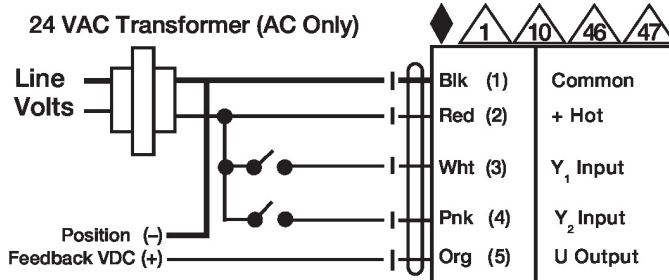 24 VAC Transformer (AC Only)
1 10 46 47
Line
Volts
Blk (1) Common
Red (2) + Hot
Wht (3) Y1 Input
Pnk (4) Y2 Input
Position (–)
Feedback VDC (+)
Org (5) U Output